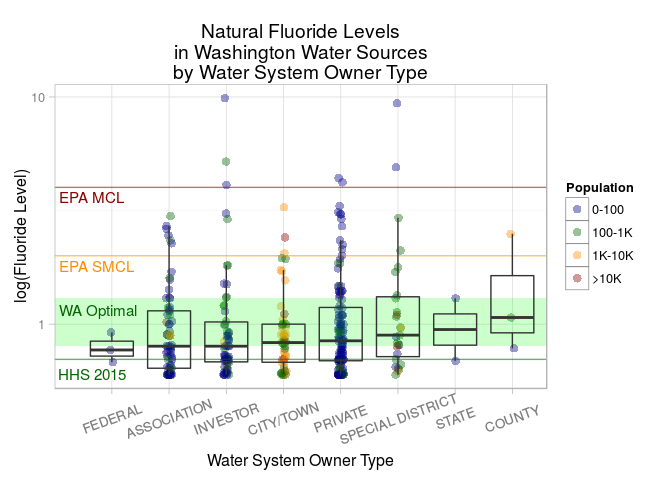 Natural Fluoride Levels
in Washington Water Sources
by Water System Owner Type
log(Fluoride Level)
10
1
EPA MCL
EPA SMCL
WA Optimal
HHS 2015
FEDERAL
ASSOCIATION
INVESTOR
CITY/TOWN
PRIVATE
SPECIAL DISTRICT
STATE
COUNTY
Water System Owner Type
Population
0-100
100-1K
1K-10K
>10K